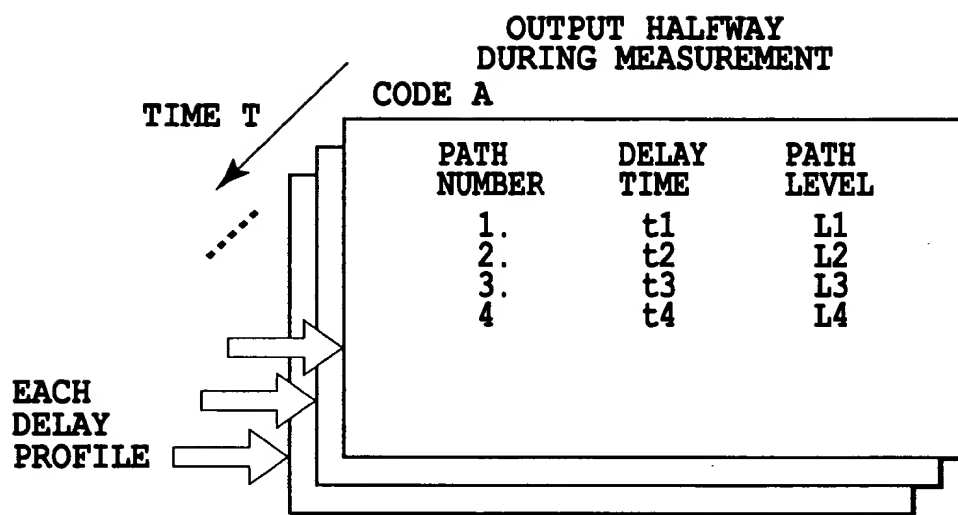 OUTPUT HALFWAY
DURING MEASUREMENT
TIME T
CODE A
PATH NUMBER DELAY TIME PATH LEVEL
1. t1 L1
2. t2 L2
3. t3 L3
4 t4 L4
EACH
DELAY
PROFILE